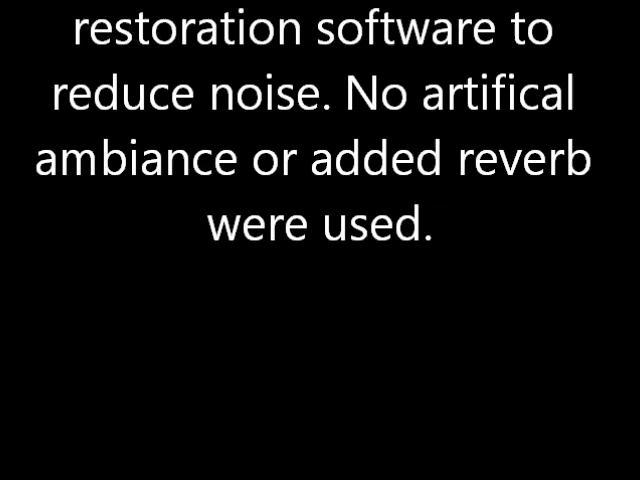 restoration software to
reduce noise. No artifical
ambiance or added reverb
were used.